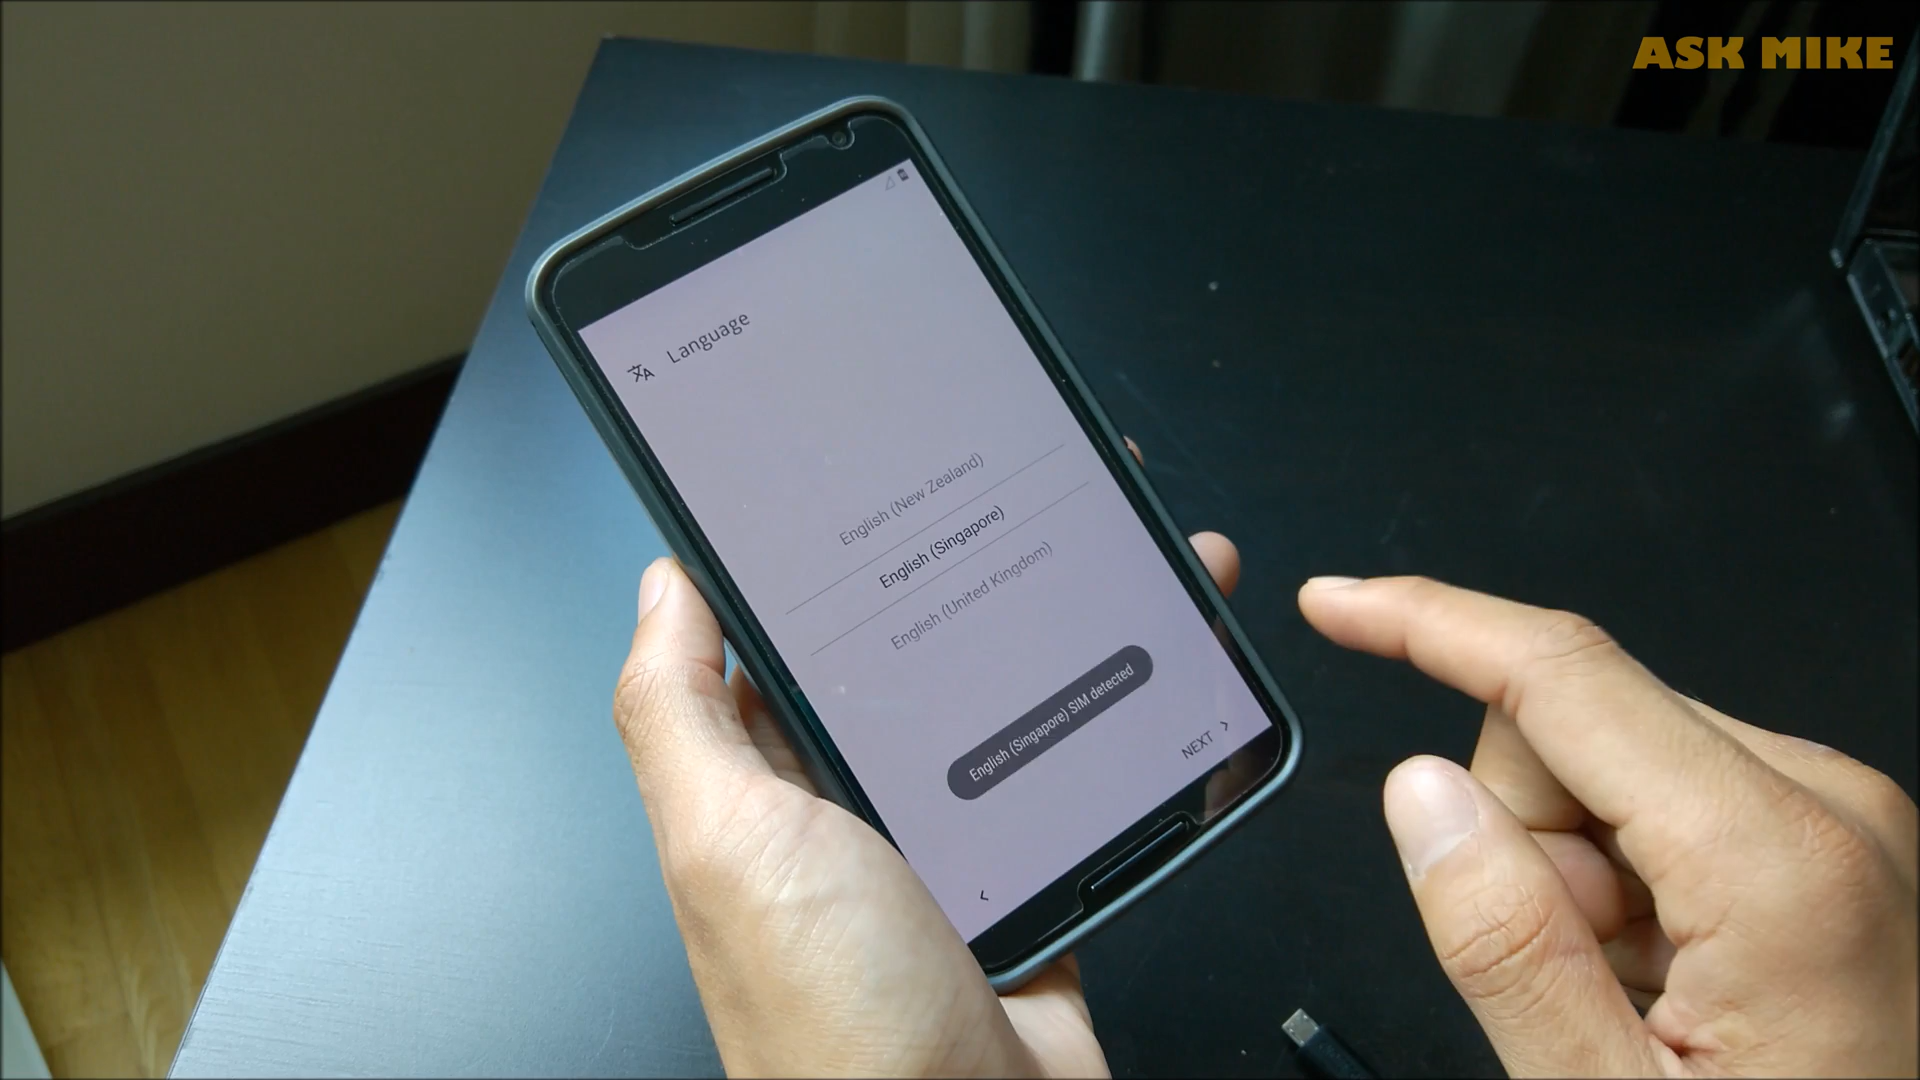 ASK MIKE
Language
English (New Zealand)
English (Singapore)
English (United Kingdom)
English (Singapore) SIM detected
NEXT